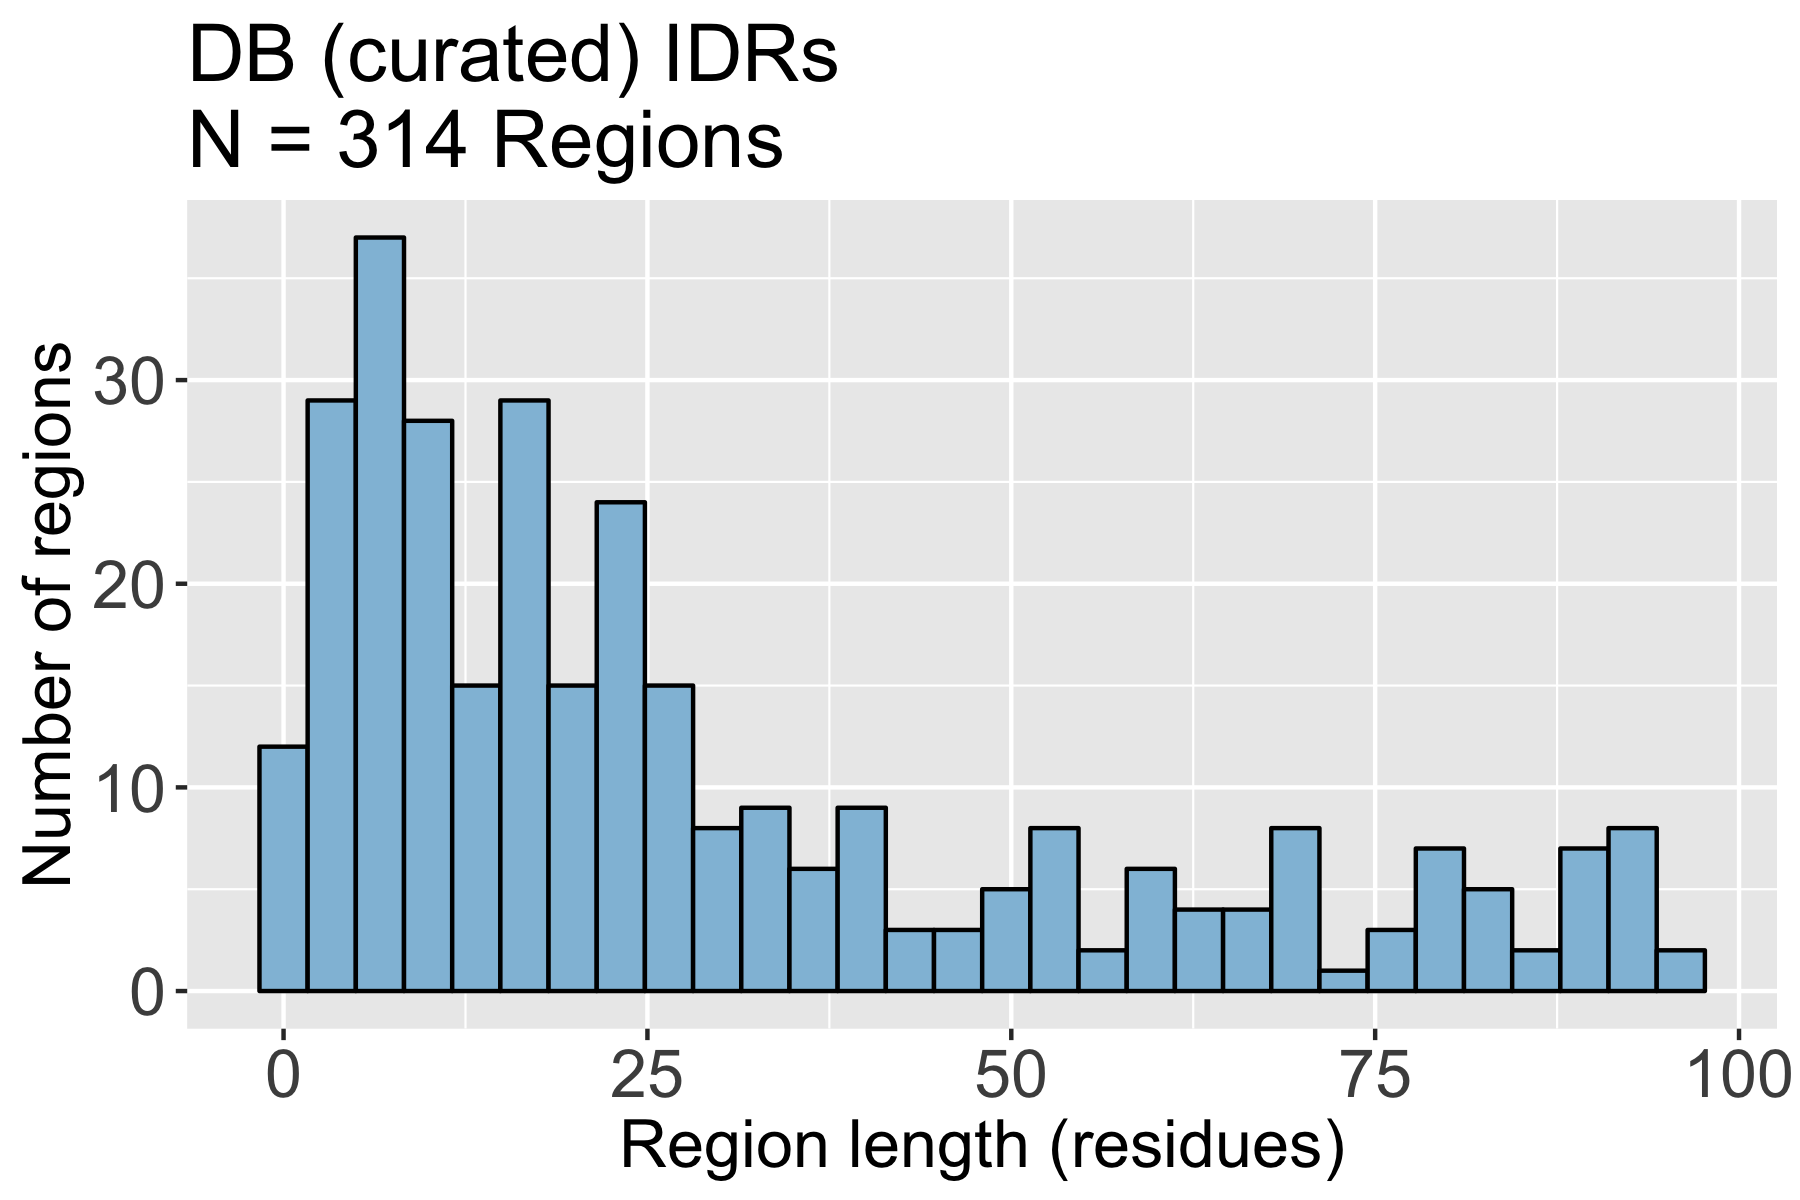 DB (curated) IDRs
N = 314 Regions
Number of regions
30
20
10
0
0 25 50 75 100
Region length (residues)